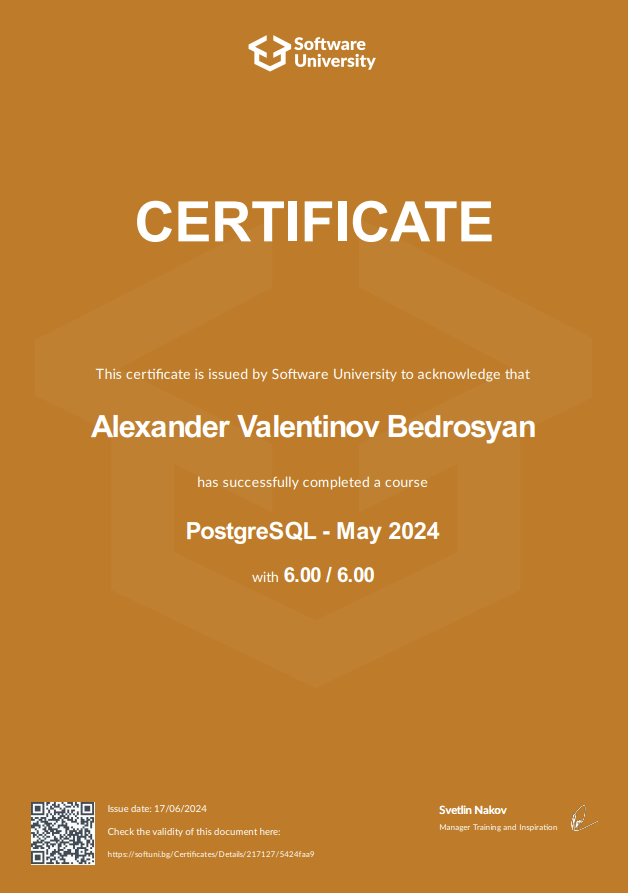 Software
University
CERTIFICATE
This certificate is issued by Software University to acknowledge that
Alexander Valentinov Bedrosyan
has successfully completed a course
PostgreSQL - May 2024
with 6.00 / 6.00
Issue date: 17/06/2024
Check the validity of this document here:
https://softuni.bg/Certificates/Details/217127/5424faa9
Svetlin Nakov
Manager Training and Inspiration